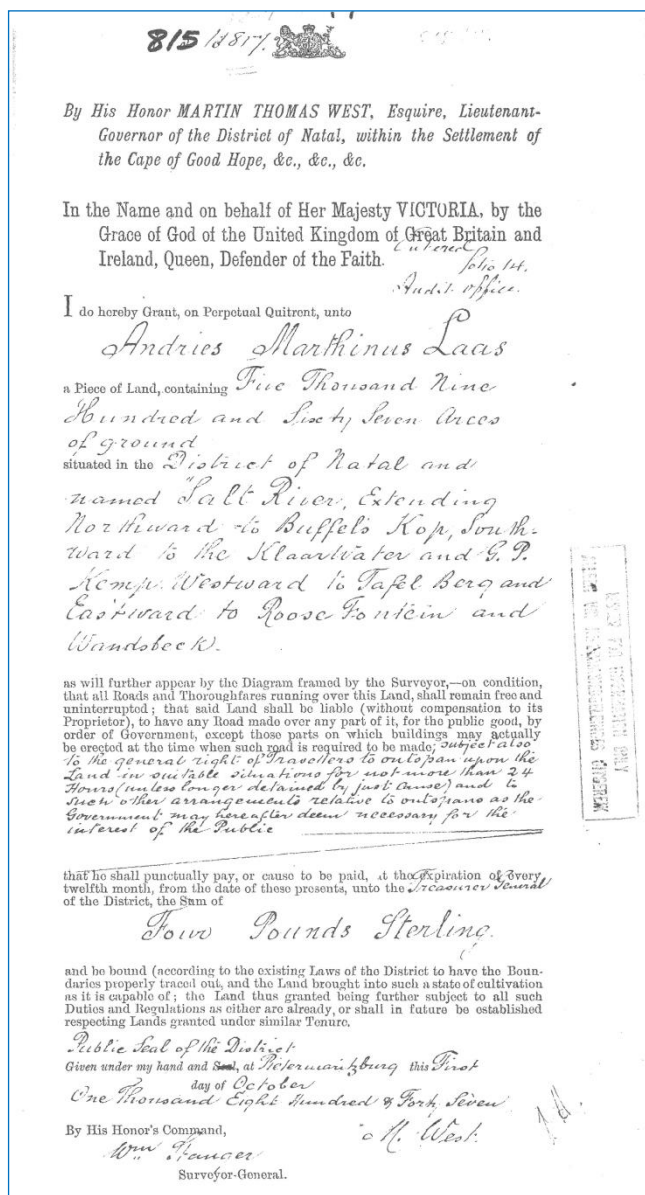 815/1847.
By His Honor MARTIN THOMAS WEST, Esquire, Lieutenant-
Governor of the District of Natal, within the Settlement of
the Cape of Good Hope, &c., &c., &c.
In the Name and on behalf of Her Majesty VICTORIA, by the
Grace of God of the United Kingdom of Great Britain and
Ireland, Queen, Defender of the Faith.
Entered
folio 14.
Audit office.
I do hereby Grant, on Perpetual Quitrent, unto
Andries Marthinus Laas
a Piece of Land, containing Five Thousand Nine
Hundred and Sixty Seven Acres
of ground
situated in the District of Natal and
named "Salt River, Extending
Northward to Buffels Kop, South-
ward to the Klaarwater and G. P.
Kemp. Westward to Tafel Berg and
Eastward to Roose Fontein and
Wandsbeck.
as will further appear by the Diagram framed by the Surveyor,—on condition,
that all Roads and Thoroughfares running over this Land, shall remain free and
uninterrupted; that said Land shall be liable (without compensation to its
Proprietor), to have any Road made over any part of it, for the public good, by
order of Government, except those parts on which buildings may actually
be erected at the time when such road is required to be made; subject also
to the general right of Travellers to outspan upon the
Land in suitable situations for not more than 24
Hours (unless longer detained by just cause) and to
such other arrangements relative to outspans as the
Government may hereafter deem necessary for the
interest of the Public
that he shall punctually pay, or cause to be paid, at the expiration of every
twelfth month, from the date of these presents, unto the Treasurer General
of the District, the Sum of
Four Pounds Sterling.
and be bound (according to the existing Laws of the District to have the Boun-
daries properly traced out, and the Land brought into such a state of cultivation
as it is capable of; the Land thus granted being further subject to all such
Duties and Regulations as either are already, or shall in future be established
respecting Lands granted under similar Tenure.
Public Seal of the District
Given under my hand and Seal, at Pietermaritzburg this First
day of October
One Thousand Eight Hundred & Forty Seven
By His Honor's Command,
M. West.
Wm Stanger
Surveyor-General.